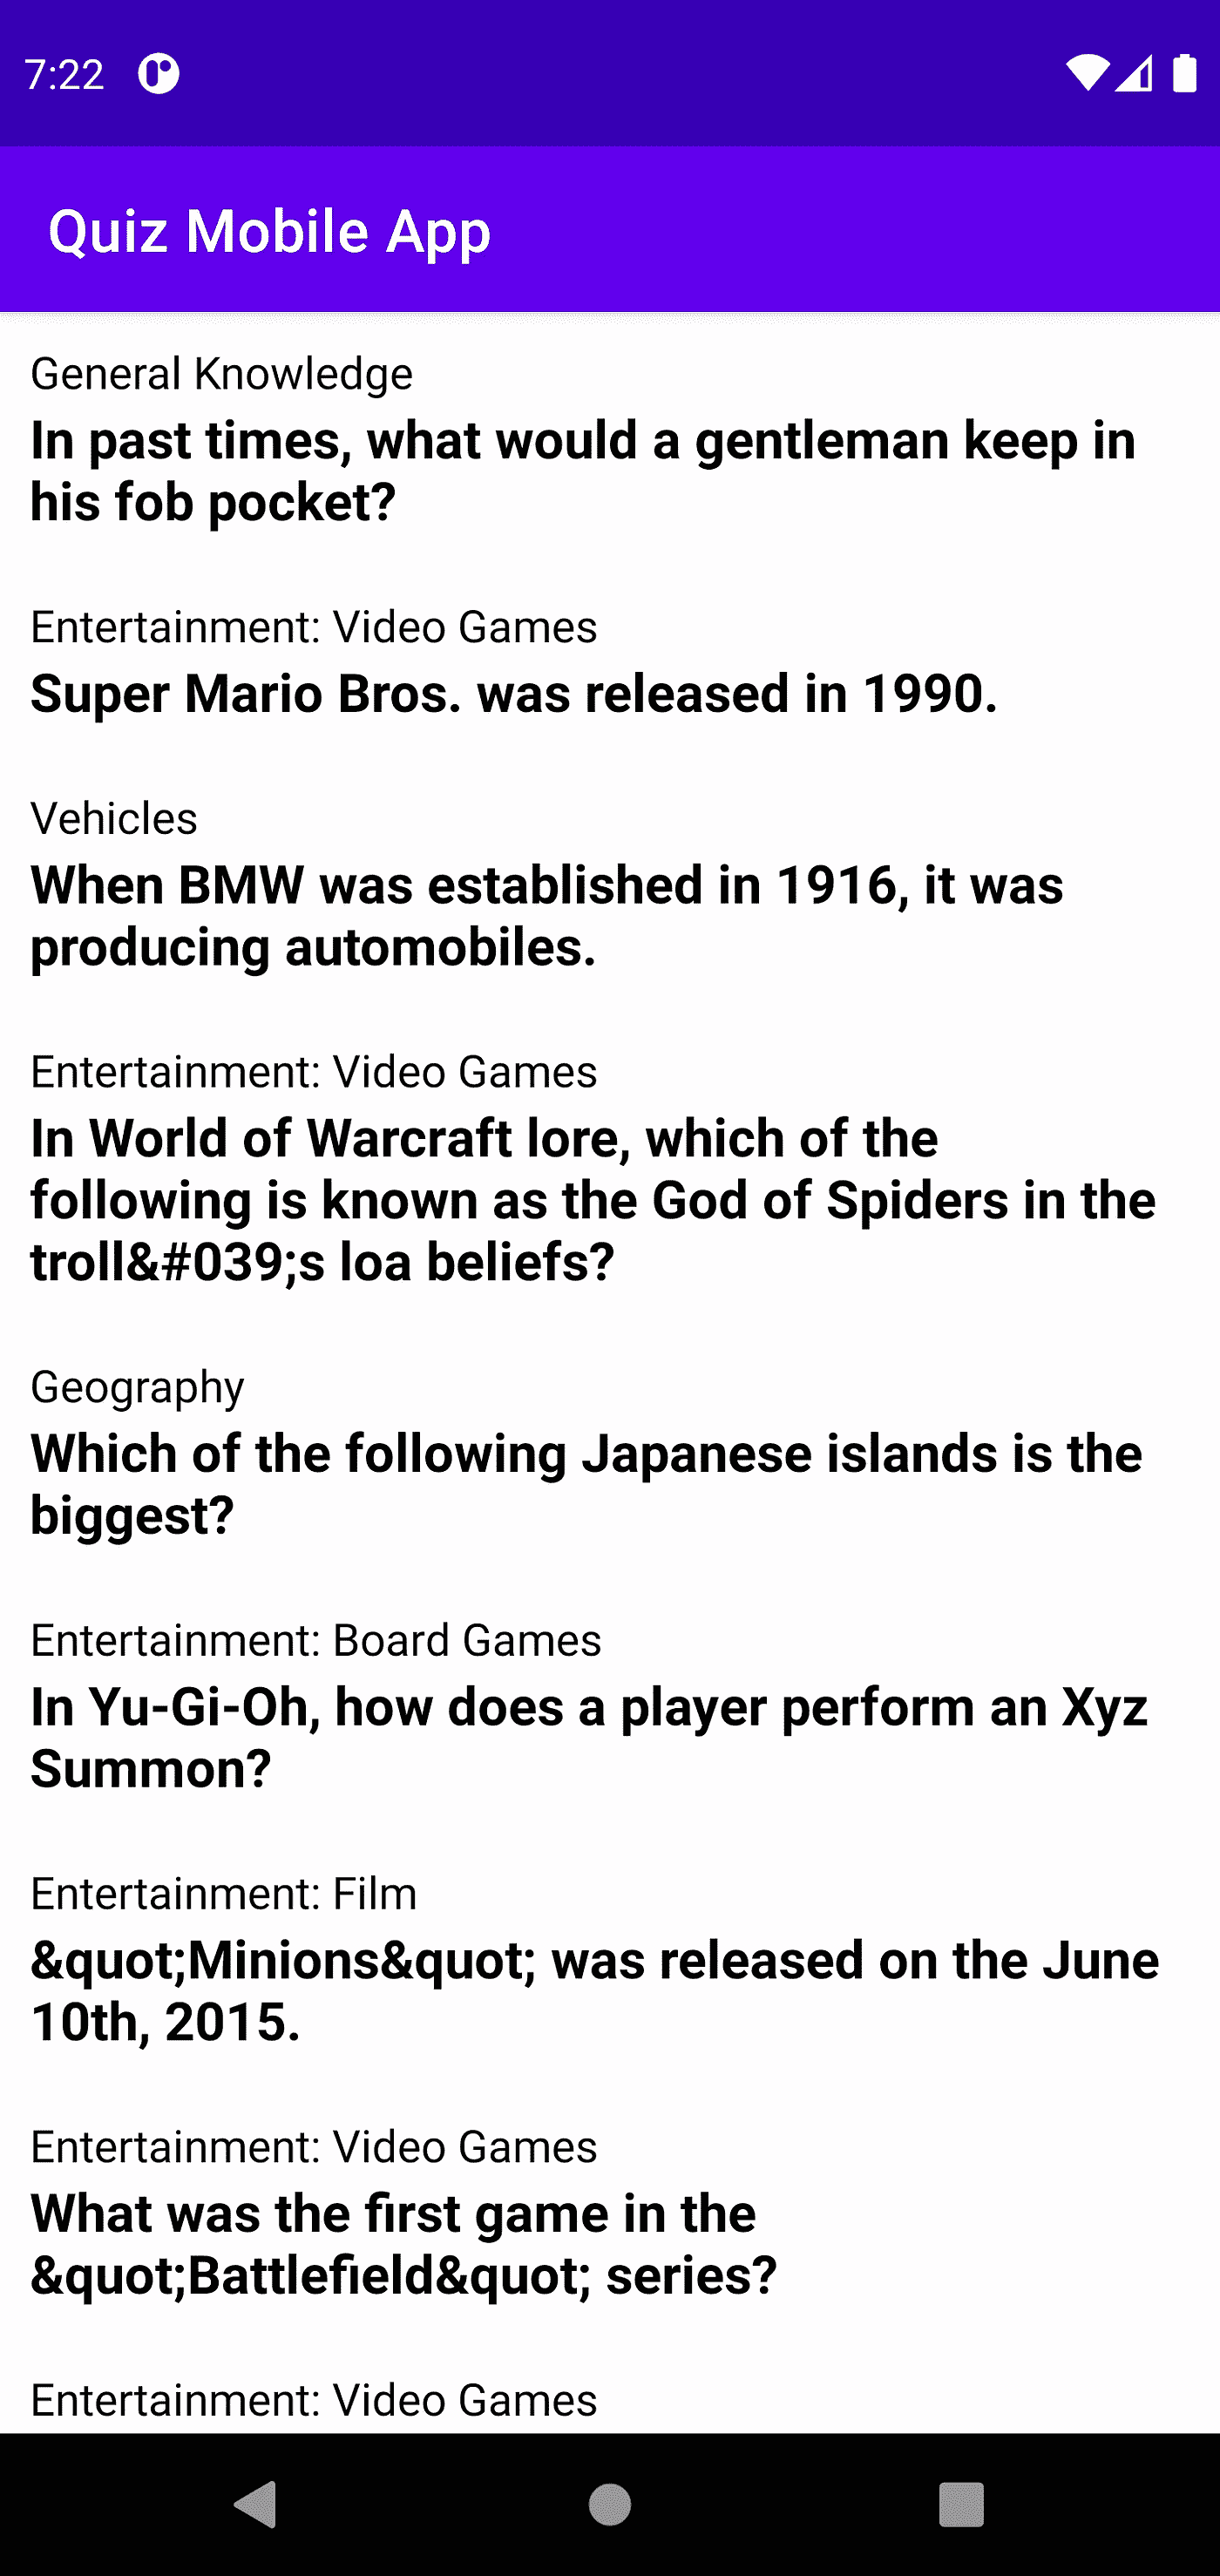 7:22
Quiz Mobile App
General Knowledge
In past times, what would a gentleman keep in
his fob pocket?
Entertainment: Video Games
Super Mario Bros. was released in 1990.
Vehicles
When BMW was established in 1916, it was
producing automobiles.
Entertainment: Video Games
In World of Warcraft lore, which of the
following is known as the God of Spiders in the
troll&#039;s loa beliefs?
Geography
Which of the following Japanese islands is the
biggest?
Entertainment: Board Games
In Yu-Gi-Oh, how does a player perform an Xyz
Summon?
Entertainment: Film
&quot;Minions&quot; was released on the June
10th, 2015.
Entertainment: Video Games
What was the first game in the
&quot;Battlefield&quot; series?
Entertainment: Video Games